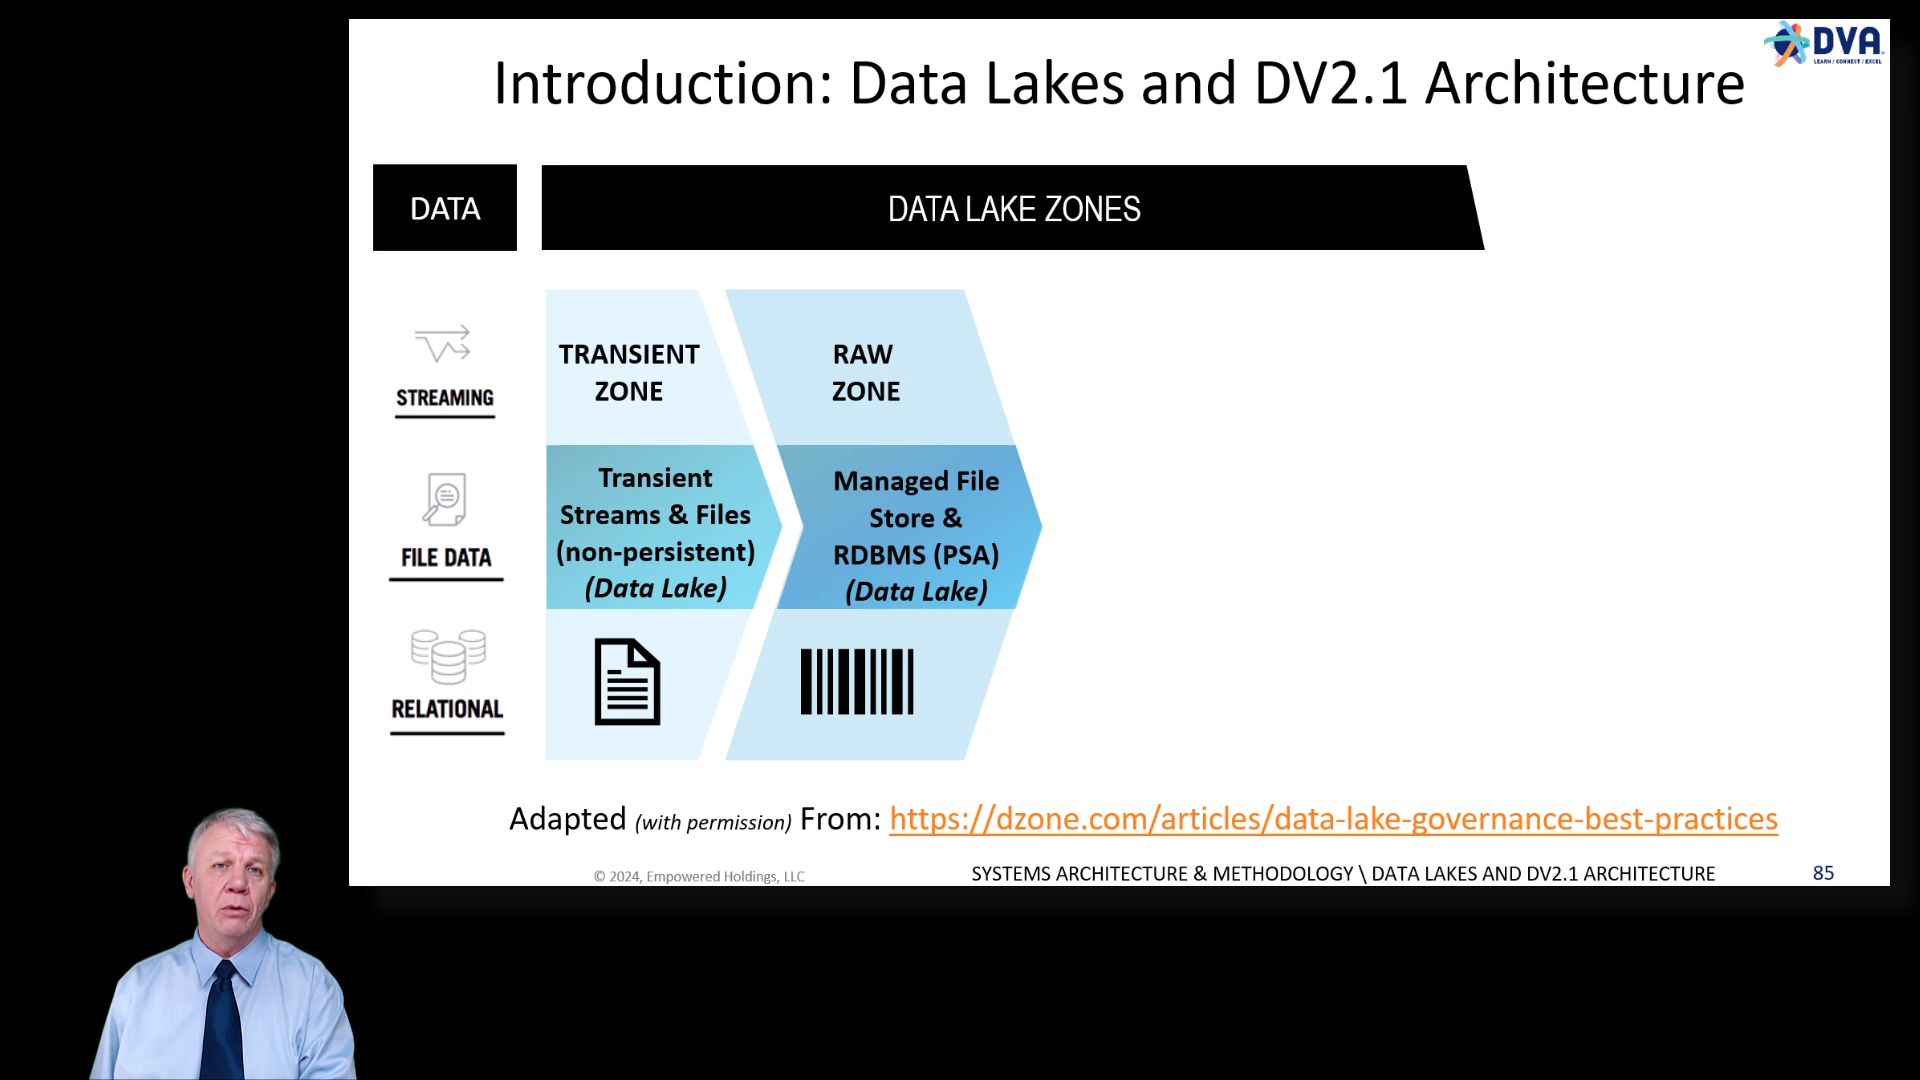 DVA
LEARN / CONNECT / EXCEL
Introduction: Data Lakes and DV2.1 Architecture
DATA
DATA LAKE ZONES
STREAMING
FILE DATA
RELATIONAL
TRANSIENT
ZONE
Transient
Streams & Files
(non-persistent)
(Data Lake)
RAW
ZONE
Managed File
Store &
RDBMS (PSA)
(Data Lake)
Adapted (with permission) From: https://dzone.com/articles/data-lake-governance-best-practices
© 2024, Empowered Holdings, LLC
SYSTEMS ARCHITECTURE & METHODOLOGY \ DATA LAKES AND DV2.1 ARCHITECTURE
85